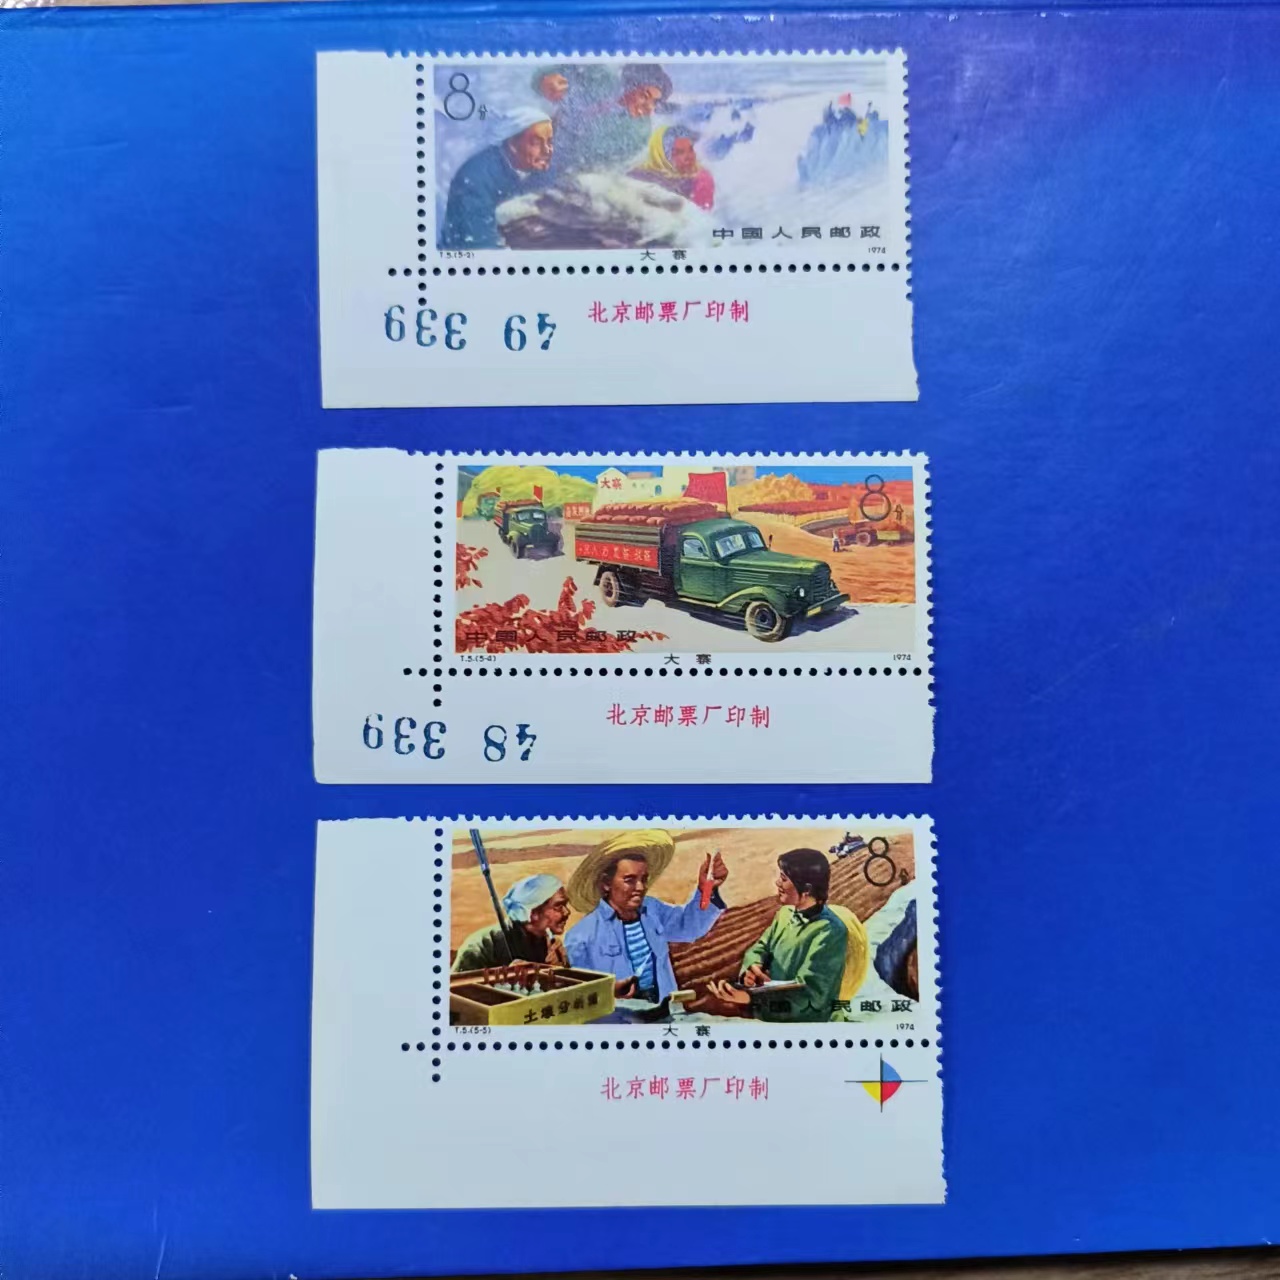 8分
中国人民邮政
T.5.(5-2)
大寨
1974
北京邮票厂印制
49 339
大寨
8分
中国人民邮政
T.5.(5-4)
大寨
1974
北京邮票厂印制
48 339
8分
土壤分析箱
中国人民邮政
T.5.(5-5)
大寨
1974
北京邮票厂印制